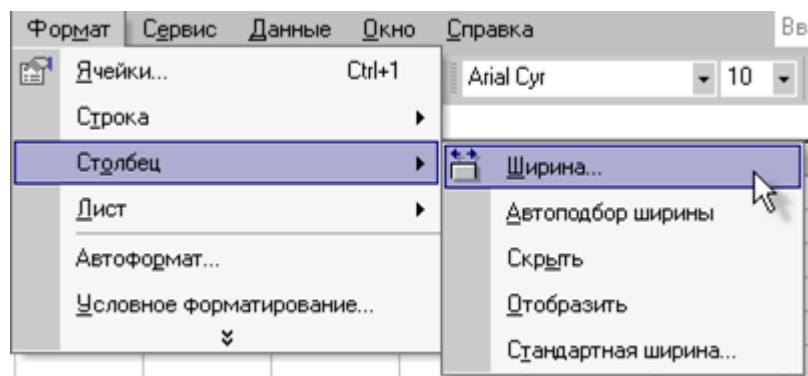 Формат Сервис Данные Окно Справка Вв
Ячейки... Ctrl+1
Arial Cyr 10
Строка
Столбец
Ширина...
Лист
Автоподбор ширины
Автоформат...
Скрыть
Условное форматирование...
Отобразить
Стандартная ширина...